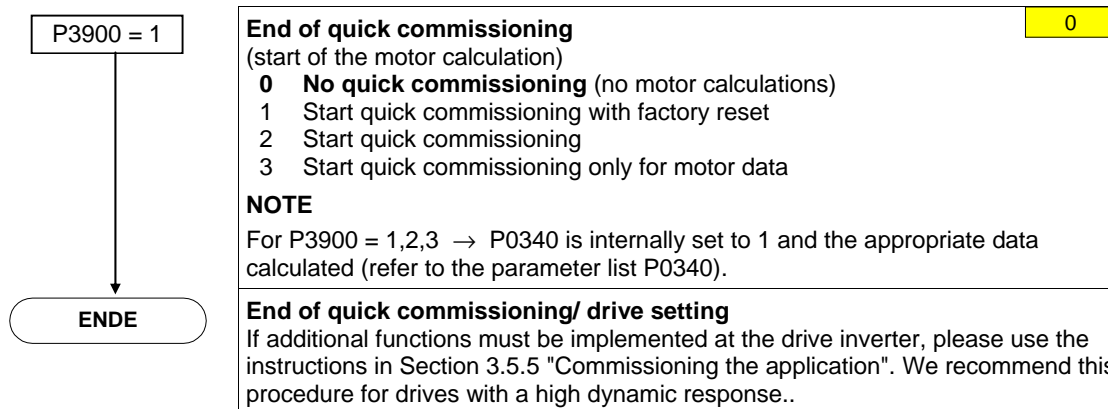 P3900 = 1
End of quick commissioning
0
(start of the motor calculation)
0 No quick commissioning (no motor calculations)
1 Start quick commissioning with factory reset
2 Start quick commissioning
3 Start quick commissioning only for motor data
NOTE
For P3900 = 1,2,3 → P0340 is internally set to 1 and the appropriate data
calculated (refer to the parameter list P0340).
ENDE
End of quick commissioning/ drive setting
If additional functions must be implemented at the drive inverter, please use the
instructions in Section 3.5.5 "Commissioning the application". We recommend this
procedure for drives with a high dynamic response..